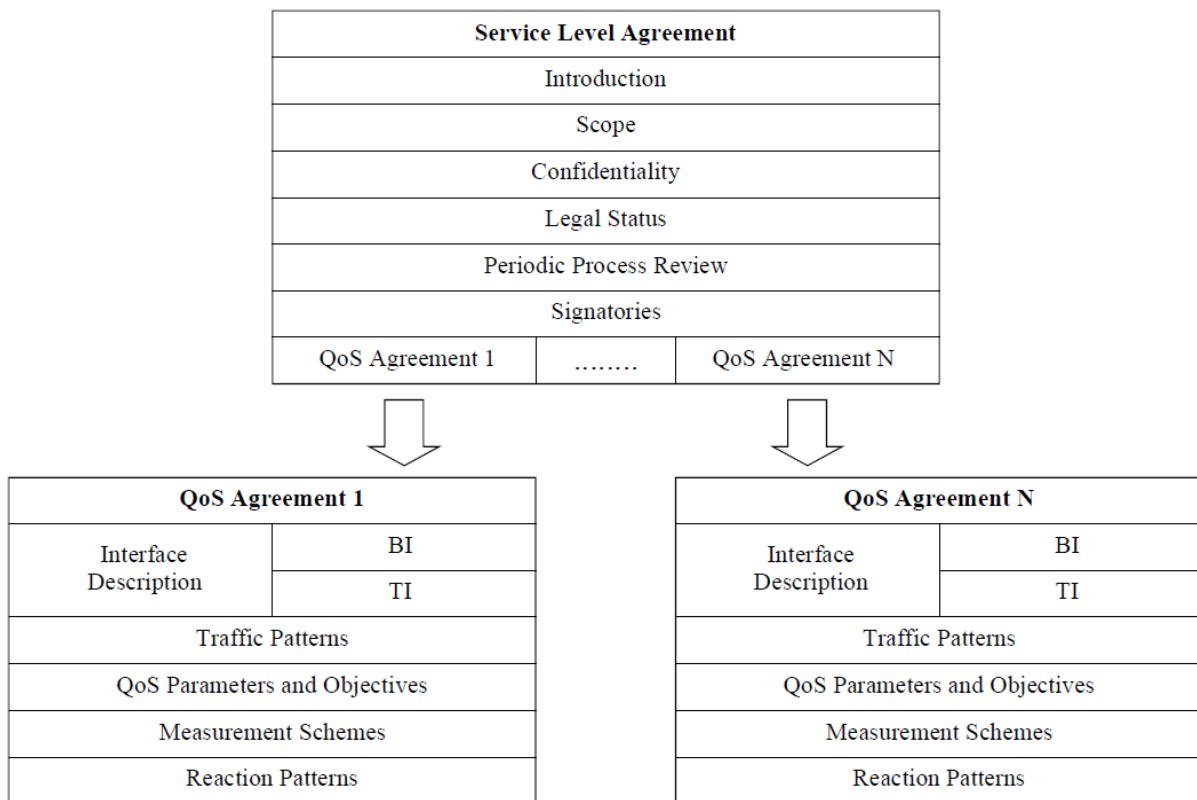 Service Level Agreement
Introduction
Scope
Confidentiality
Legal Status
Periodic Process Review
Signatories
QoS Agreement 1
........
QoS Agreement N
QoS Agreement 1
Interface
Description
BI
TI
Traffic Patterns
QoS Parameters and Objectives
Measurement Schemes
Reaction Patterns
QoS Agreement N
Interface
Description
BI
TI
Traffic Patterns
QoS Parameters and Objectives
Measurement Schemes
Reaction Patterns